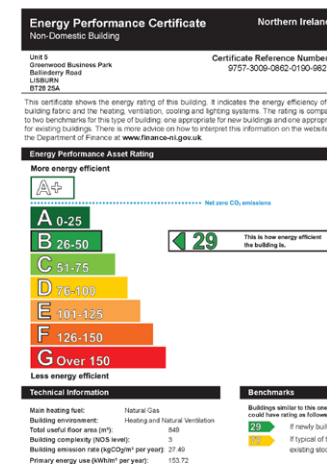 Energy Performance Certificate
Non-Domestic Building
Northern Ireland
Unit 5
Greenwood Business Park
Ballinderry Road
LISBURN
BT28 2SA
Certificate Reference Number
9757-3009-0862-0190-982
This certificate shows the energy rating of this building. It indicates the energy efficiency of
building fabric and the heating, ventilation, cooling and lighting systems. The rating is compa
to two benchmarks for this type of building: one appropriate for new buildings and one appropr
for existing buildings. There is more advice on how to interpret this information on the website
the Department of Finance at www.finance-ni.gov.uk.
Energy Performance Asset Rating
More energy efficient
A+
Net zero CO₂ emissions
A 0-25
B 26-50
29
This is how energy efficient
the building is.
C 51-75
D 76-100
E 101-125
F 126-150
G Over 150
Less energy efficient
Technical Information
Main heating fuel: Natural Gas
Building environment: Heating and Natural Ventilation
Total useful floor area (m²): 849
Building complexity (NOS level): 3
Building emission rate (kgCO₂/m² per year): 27.49
Primary energy use (kWh/m² per year): 153.72
Benchmarks
Buildings similar to this one
could have rating as follows
29 If newly buil
If typical of t
existing sto